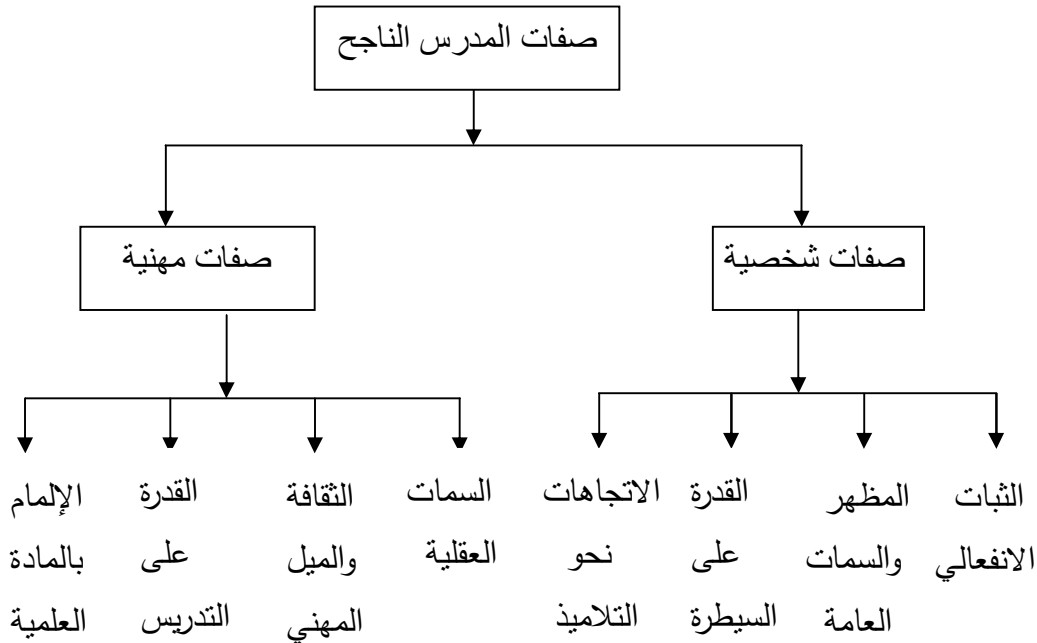 صفات المدرس الناجح
صفات شخصية
صفات مهنية
الثبات
الانفعالي
المظهر
والسمات
العامة
القدرة
على
السيطرة
الاتجاهات
نحو
التلاميذ
السمات
العقلية
الثقافة
والميل
المهني
القدرة
على
التدريس
الإلمام
بالمادة
العلمية